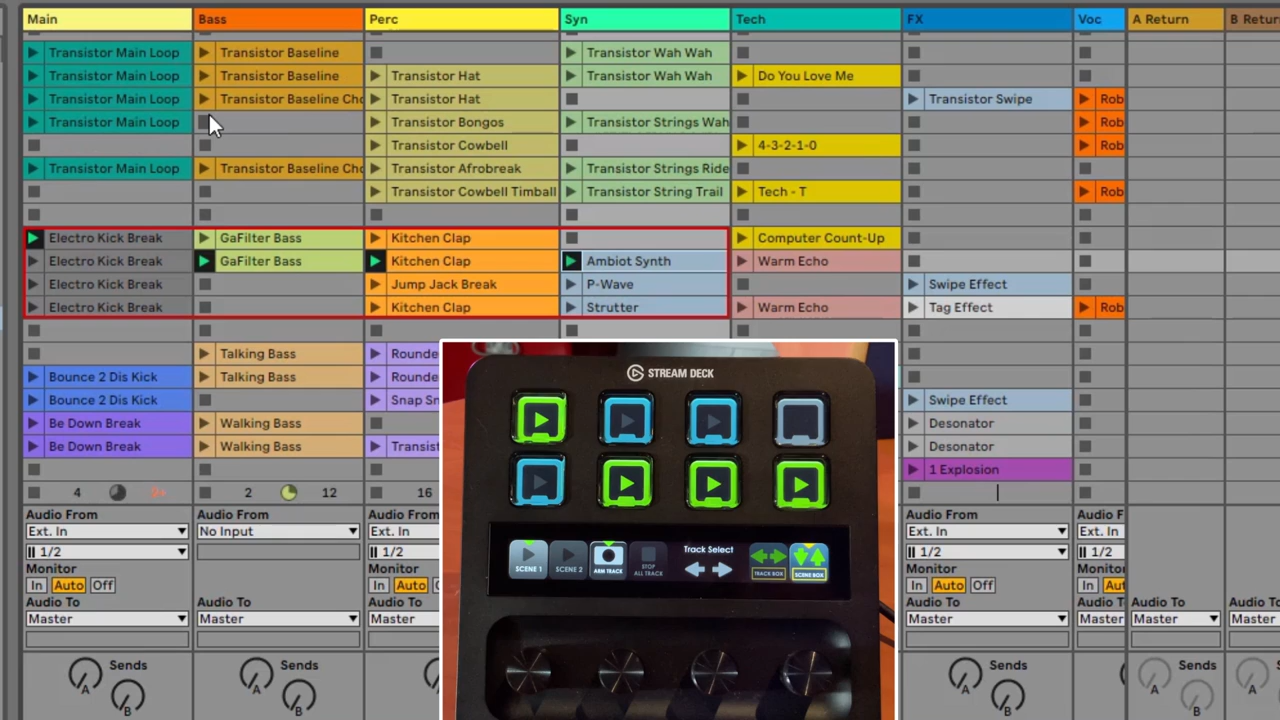 Main Bass Perc Syn Tech FX Voc A Return B Return
Transistor Main Loop Transistor Baseline Transistor Wah Wah
Transistor Main Loop Transistor Baseline Transistor Hat Transistor Wah Wah Do You Love Me
Transistor Main Loop Transistor Baseline Cho Transistor Hat Transistor Swipe Rob
Transistor Main Loop Transistor Bongos Transistor Strings Wah Rob
Transistor Cowbell 4-3-2-1-0 Rob
Transistor Main Loop Transistor Baseline Cho Transistor Afrobreak Transistor Strings Ride
Transistor Cowbell Timball Transistor String Trail Tech - T Rob
Electro Kick Break GaFilter Bass Kitchen Clap Computer Count-Up
Electro Kick Break GaFilter Bass Kitchen Clap Ambiot Synth Warm Echo
Electro Kick Break Jump Jack Break P-Wave Swipe Effect
Electro Kick Break Kitchen Clap Strutter Warm Echo Tag Effect Rob
Talking Bass Rounde
Bounce 2 Dis Kick Talking Bass Rounde
Bounce 2 Dis Kick Snap Sn Swipe Effect
Be Down Break Walking Bass Desonator
Be Down Break Walking Bass Transist Desonator
1 Explosion
4 2 12 16
Audio From Audio From Audio From Audio From Audio F
Ext. In No Input Ext. In Ext. In Ext. In
1/2 1/2 1/2 1/2
Monitor Monitor Monitor Monitor
In Auto Off In Auto In Auto Off In Aut
Audio To Audio To Audio To Audio To Audio To Audio To Audio To
Master Master Master Master Master Master Master
Sends Sends Sends Sends Sends
A A A A A
B B B B B
STREAM DECK
SCENE 1 SCENE 2 ARM TRACK STOP ALL TRACK Track Select TRACK BOX SCENE BOX